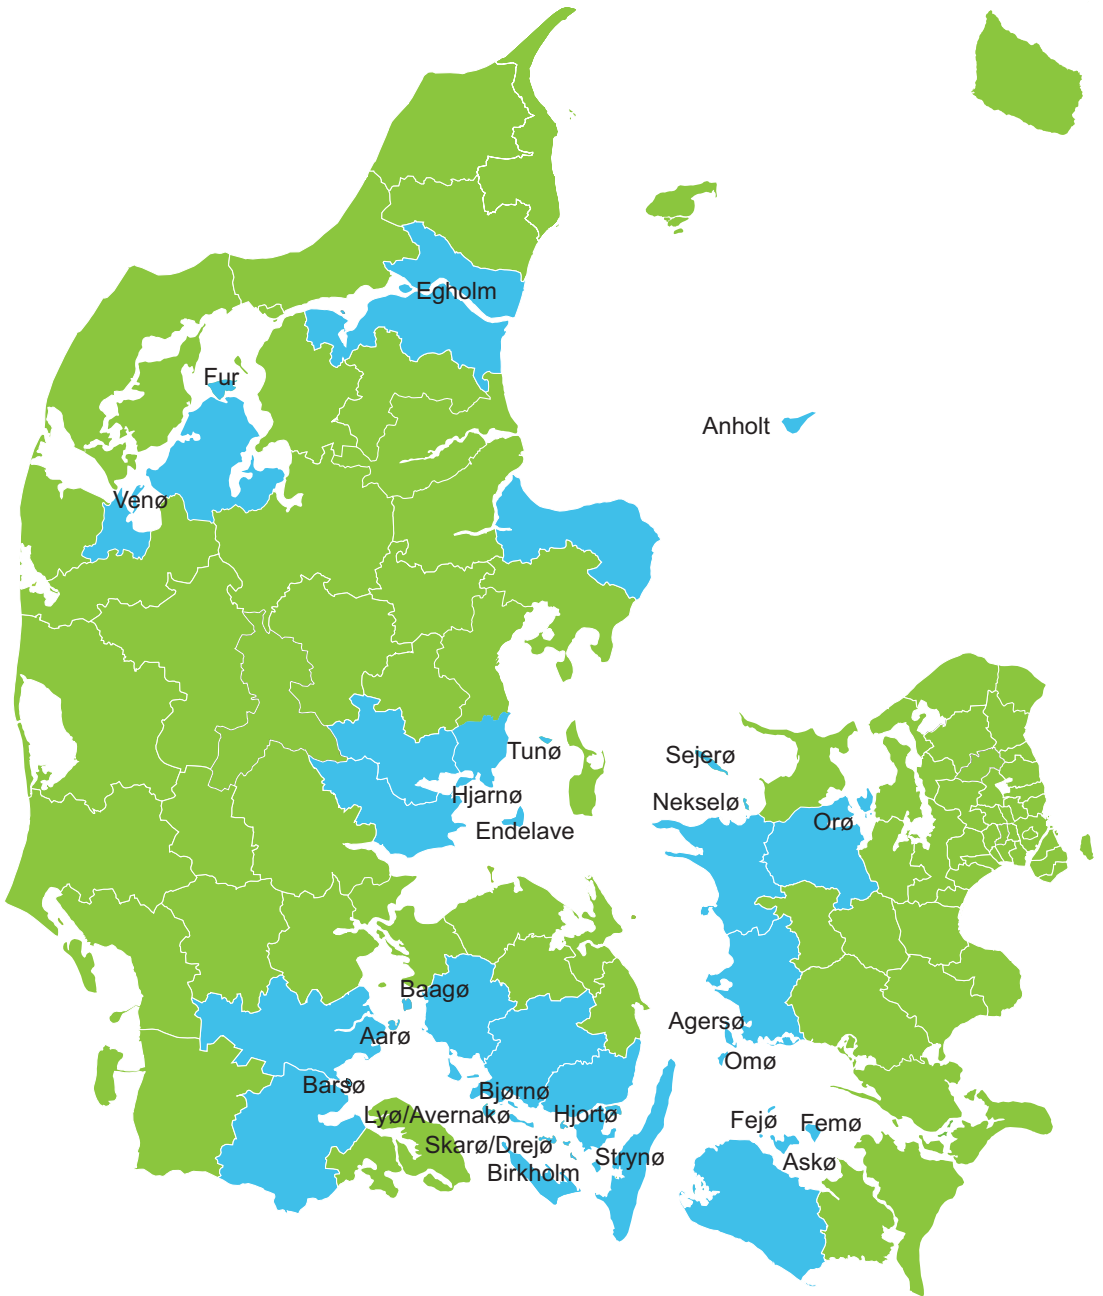 Egholm
Fur
Anholt
Venø
Tunø
Sejerø
Hjarnø
Nekselø
Orø
Endelave
Baagø
Agersø
Aarø
Omø
Barsø
Bjørnø
Lyø/Avernakø
Hjortø
Fejø
Femø
Skarø/Drejø
Strynø
Askø
Birkholm